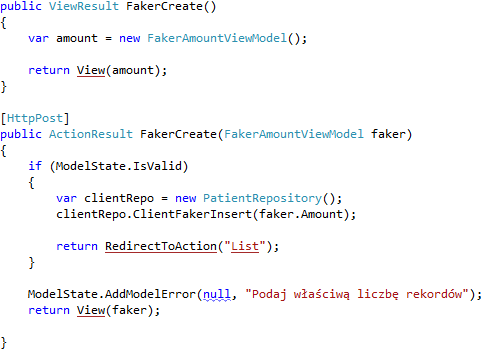 public ViewResult FakerCreate()
{
    var amount = new FakerAmountViewModel();

    return View(amount);
}

[HttpPost]
public ActionResult FakerCreate(FakerAmountViewModel faker)
{
    if (ModelState.IsValid)
    {
        var clientRepo = new PatientRepository();
        clientRepo.ClientFakerInsert(faker.Amount);

        return RedirectToAction("List");
    }

    ModelState.AddModelError(null, "Podaj właściwą liczbę rekordów");
    return View(faker);

}